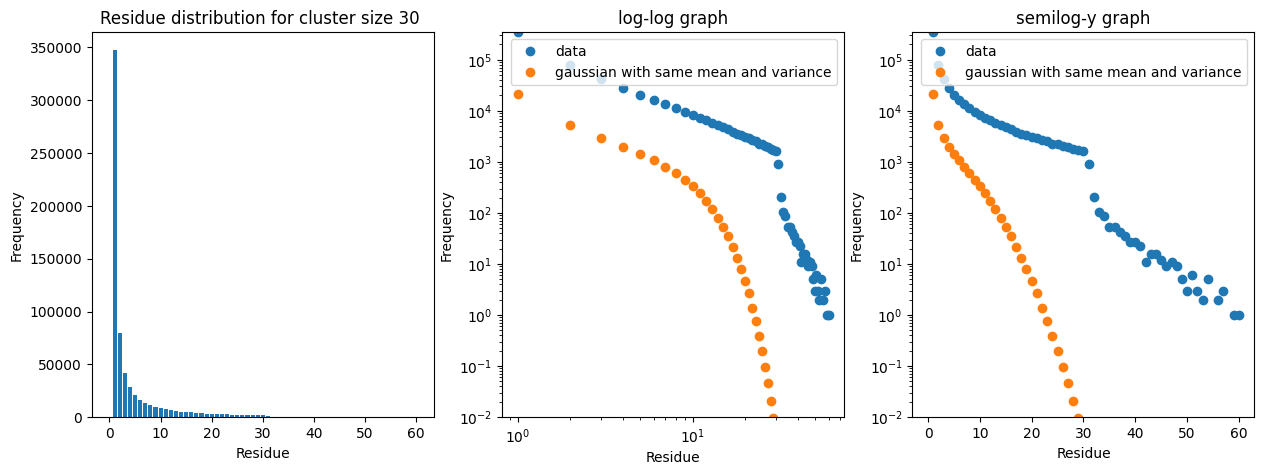 Residue distribution for cluster size 30
350000
300000
250000
200000
150000
100000
50000
0
Frequency
0 10 20 30 40 50 60
Residue
log-log graph
data
gaussian with same mean and variance
10^5
10^4
10^3
10^2
10^1
10^0
10^-1
10^-2
Frequency
10^0 10^1
Residue
semilog-y graph
data
gaussian with same mean and variance
10^5
10^4
10^3
10^2
10^1
10^0
10^-1
10^-2
Frequency
0 10 20 30 40 50 60
Residue